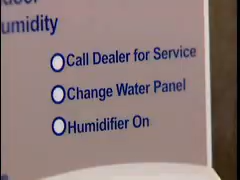 umidity
Call Dealer for Service
Change Water Panel
Humidifier On